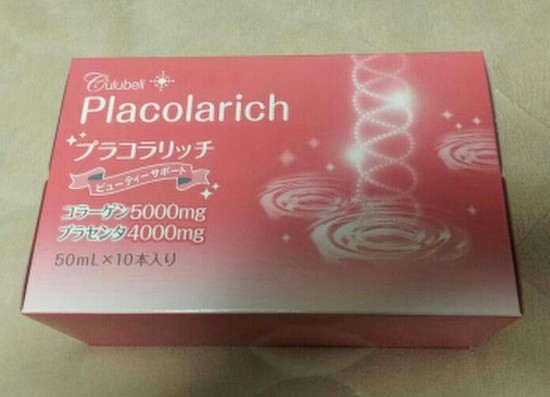 Culubell
Placolarich
プラコラリッチ
ビューティーサポート
コラーゲン5000mg
プラセンタ4000mg
50mL×10本入り